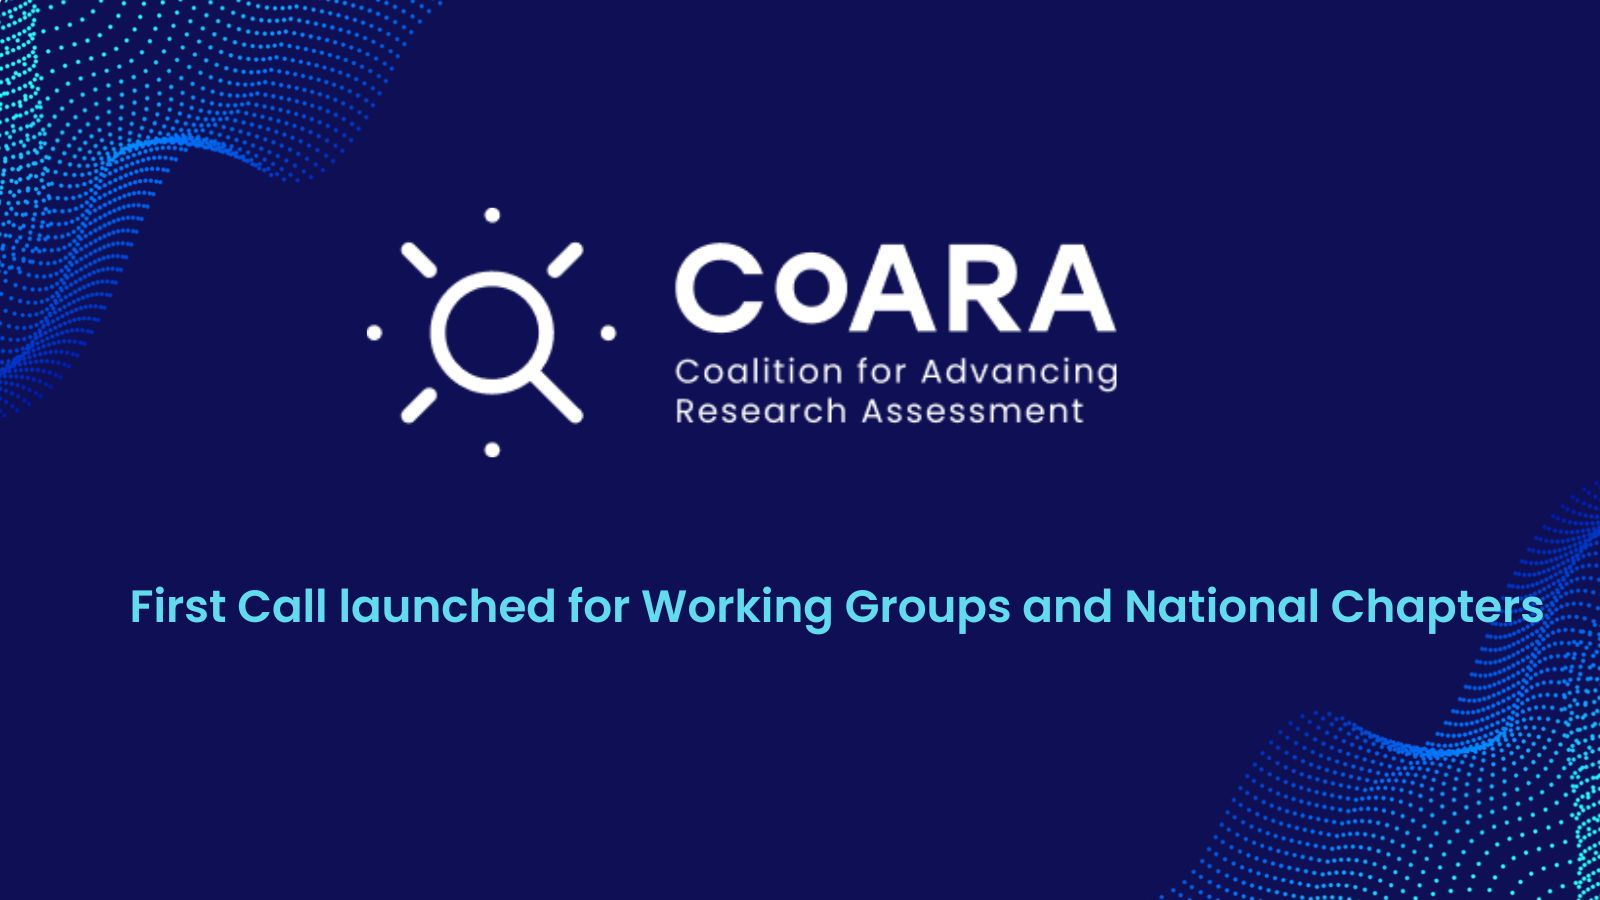 CoARA
Coalition for Advancing
Research Assessment
First Call launched for Working Groups and National Chapters